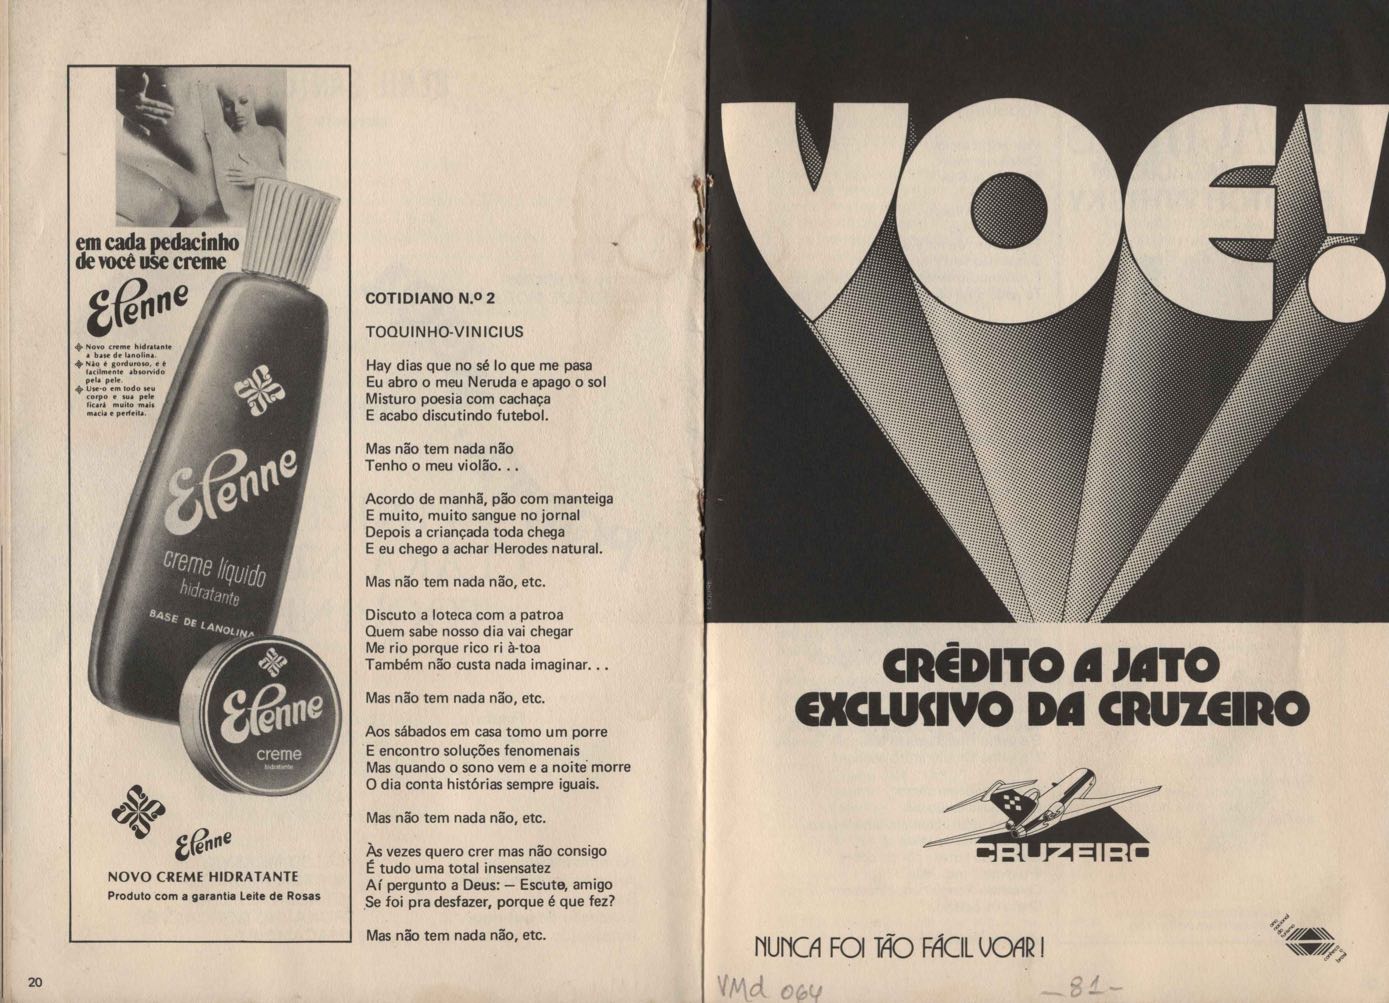 em cada pedacinho
de você use creme
Elenne
Novo creme hidratante
a base de lanolina.
Não é gorduroso, e é
facilmente absorvido
pela pele.
Use-o em todo seu
corpo e sua pele
ficará muito mais
macia e perfeita.
Elenne
creme líquido
hidratante
BASE DE LANOLINA
Elenne
creme
hidratante
Elenne
NOVO CREME HIDRATANTE
Produto com a garantia Leite de Rosas
20
COTIDIANO N.º 2
TOQUINHO-VINICIUS
Hay dias que no sé lo que me pasa
Eu abro o meu Neruda e apago o sol
Misturo poesia com cachaça
E acabo discutindo futebol.
Mas não tem nada não
Tenho o meu violão. . .
Acordo de manhã, pão com manteiga
E muito, muito sangue no jornal
Depois a criançada toda chega
E eu chego a achar Herodes natural.
Mas não tem nada não, etc.
Discuto a loteca com a patroa
Quem sabe nosso dia vai chegar
Me rio porque rico ri à-toa
Também não custa nada imaginar. . .
Mas não tem nada não, etc.
Aos sábados em casa tomo um porre
E encontro soluções fenomenais
Mas quando o sono vem e a noite morre
O dia conta histórias sempre iguais.
Mas não tem nada não, etc.
Às vezes quero crer mas não consigo
É tudo uma total insensatez
Aí pergunto a Deus: — Escute, amigo
Se foi pra desfazer, porque é que fez?
Mas não tem nada não, etc.
VOE!
ESQUIRE
CRÉDITO A JATO
EXCLUSIVO DA CRUZEIRO
CRUZEIRO
NUNCA FOI TÃO FÁCIL VOAR !
ano
nacional
do
turismo
conheça
o
brasil
VMd 064
-81-